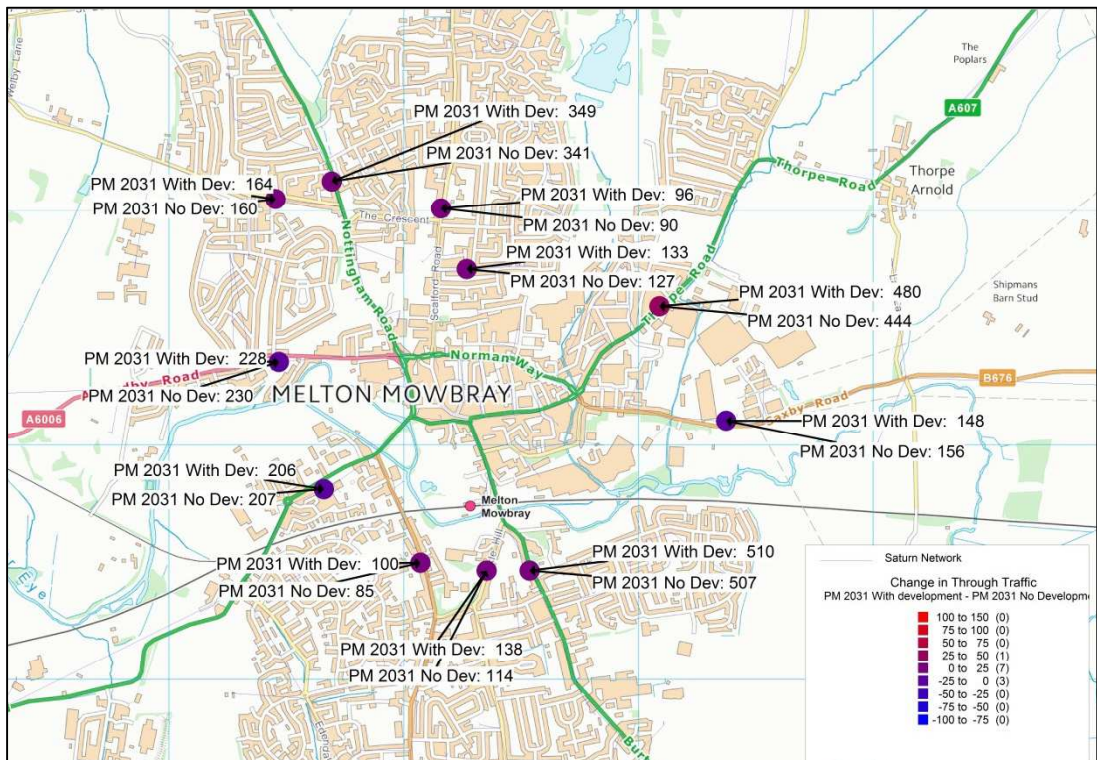 Welby Lane
The
Poplars
A607
PM 2031 With Dev: 349
PM 2031 No Dev: 341
Thorpe Road
Thorpe
Arnold
PM 2031 With Dev: 164
PM 2031 No Dev: 160
PM 2031 With Dev: 96
PM 2031 No Dev: 90
The Crescent
Nottingham Road
Scalford Road
PM 2031 With Dev: 133
PM 2031 No Dev: 127
PM 2031 With Dev: 480
PM 2031 No Dev: 444
Thorpe Road
Shipmans
Barn Stud
PM 2031 With Dev: 228
PM 2031 No Dev: 230
Norman Way
MELTON MOWBRAY
A6006
B676
Saxby Road
PM 2031 With Dev: 148
PM 2031 No Dev: 156
PM 2031 With Dev: 206
PM 2031 No Dev: 207
Melton
Mowbray
PM 2031 With Dev: 100
PM 2031 No Dev: 85
PM 2031 With Dev: 510
PM 2031 No Dev: 507
PM 2031 With Dev: 138
PM 2031 No Dev: 114
Burt
Saturn Network
Change in Through Traffic
PM 2031 With development - PM 2031 No Developme
100 to 150 (0)
75 to 100 (0)
50 to 75 (0)
25 to 50 (1)
0 to 25 (7)
-25 to 0 (3)
-50 to -25 (0)
-75 to -50 (0)
-100 to -75 (0)